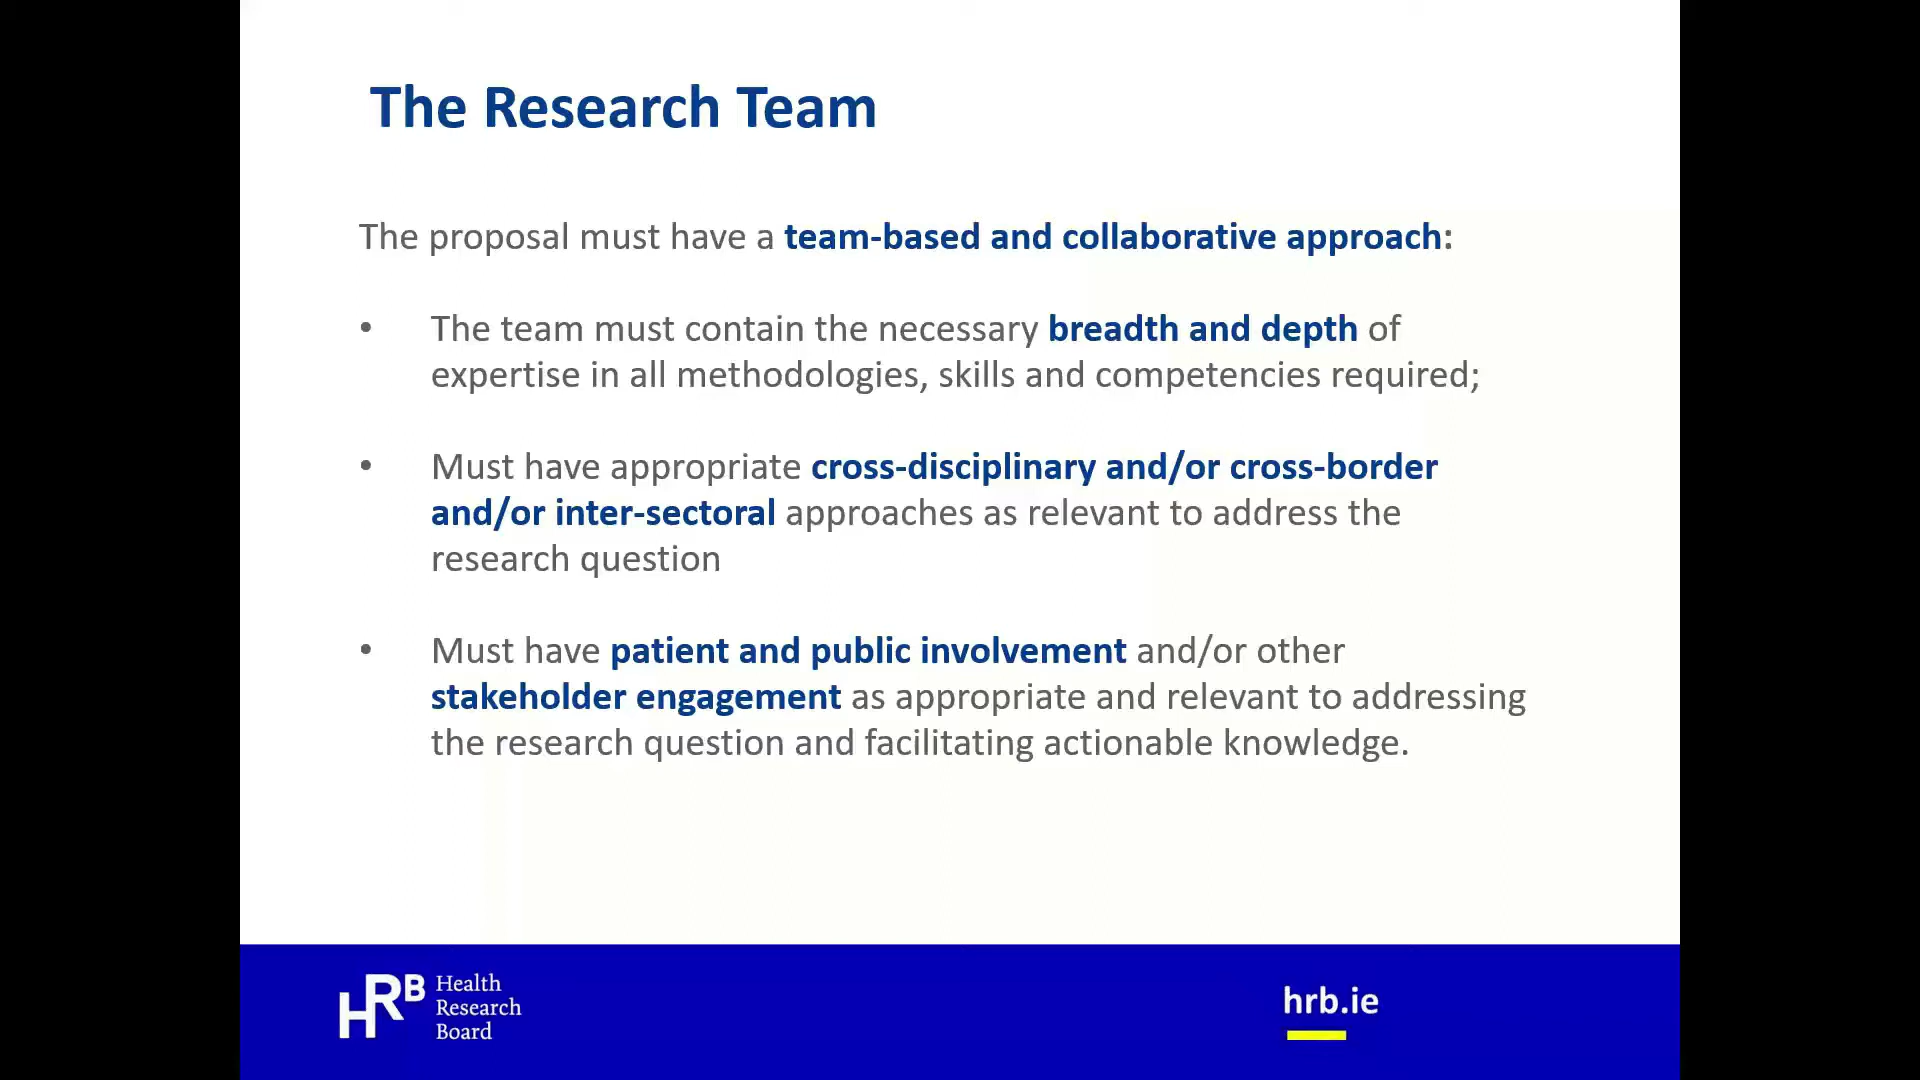 The Research Team
The proposal must have a team-based and collaborative approach:
• The team must contain the necessary breadth and depth of
expertise in all methodologies, skills and competencies required;
• Must have appropriate cross-disciplinary and/or cross-border
and/or inter-sectoral approaches as relevant to address the
research question
• Must have patient and public involvement and/or other
stakeholder engagement as appropriate and relevant to addressing
the research question and facilitating actionable knowledge.
HRB
Health
Research
Board
hrb.ie